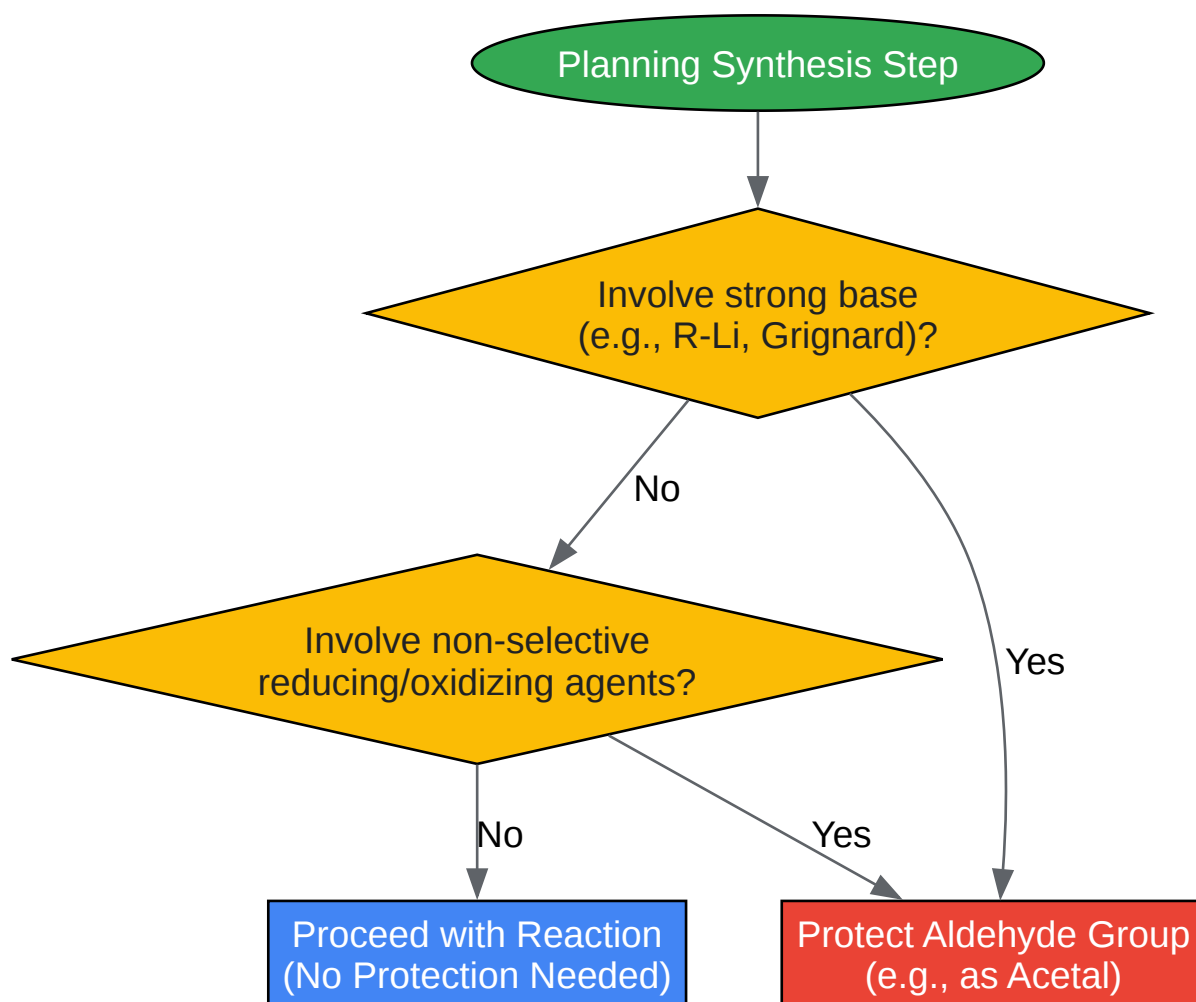 Planning Synthesis Step
Involve strong base
(e.g., R-Li, Grignard)?
No
Involve non-selective
reducing/oxidizing agents?
Yes
No
Yes
Proceed with Reaction
(No Protection Needed)
Protect Aldehyde Group
(e.g., as Acetal)